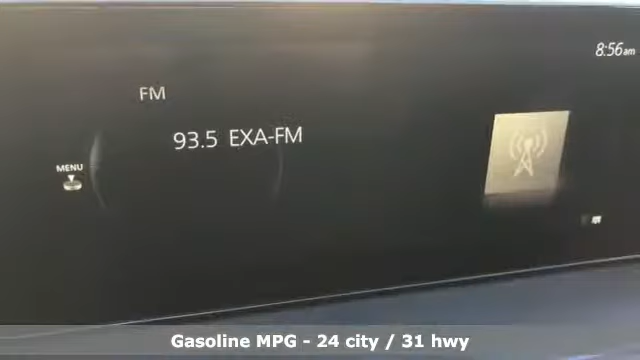 8:56am
FM
93.5 EXA-FM
MENU
Gasoline MPG - 24 city / 31 hwy